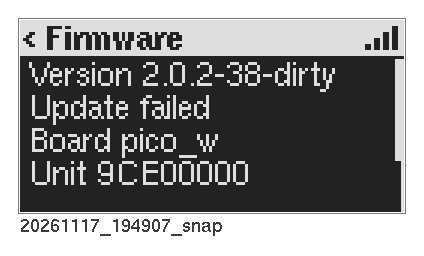 < Firmware
Version 2.0.2-38-dirty
Update failed
Board pico_w
Unit 9CE00000
20261117_194907_snap